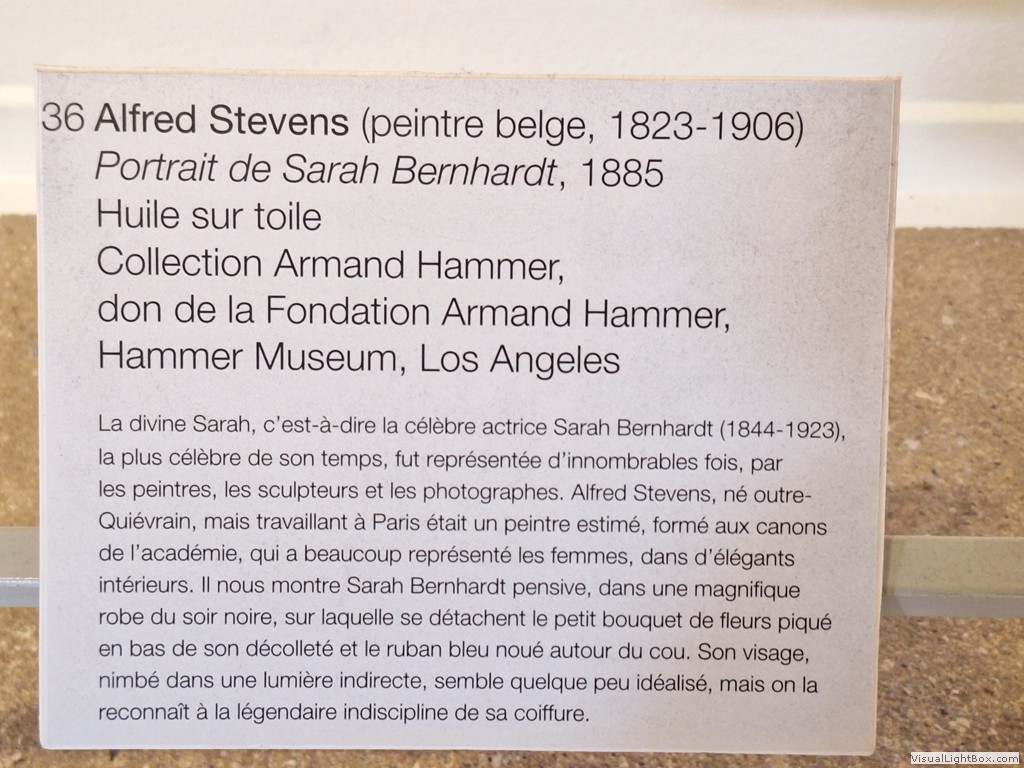 36 Alfred Stevens (peintre belge, 1823-1906)
Portrait de Sarah Bernhardt, 1885
Huile sur toile
Collection Armand Hammer,
don de la Fondation Armand Hammer,
Hammer Museum, Los Angeles
La divine Sarah, c'est-à-dire la célèbre actrice Sarah Bernhardt (1844-1923),
la plus célèbre de son temps, fut représentée d'innombrables fois, par
les peintres, les sculpteurs et les photographes. Alfred Stevens, né outre-
Quiévrain, mais travaillant à Paris était un peintre estimé, formé aux canons
de l'académie, qui a beaucoup représenté les femmes, dans d'élégants
intérieurs. Il nous montre Sarah Bernhardt pensive, dans une magnifique
robe du soir noire, sur laquelle se détachent le petit bouquet de fleurs piqué
en bas de son décolleté et le ruban bleu noué autour du cou. Son visage,
nimbé dans une lumière indirecte, semble quelque peu idéalisé, mais on la
reconnaît à la légendaire indiscipline de sa coiffure.
VisualLightBox.com